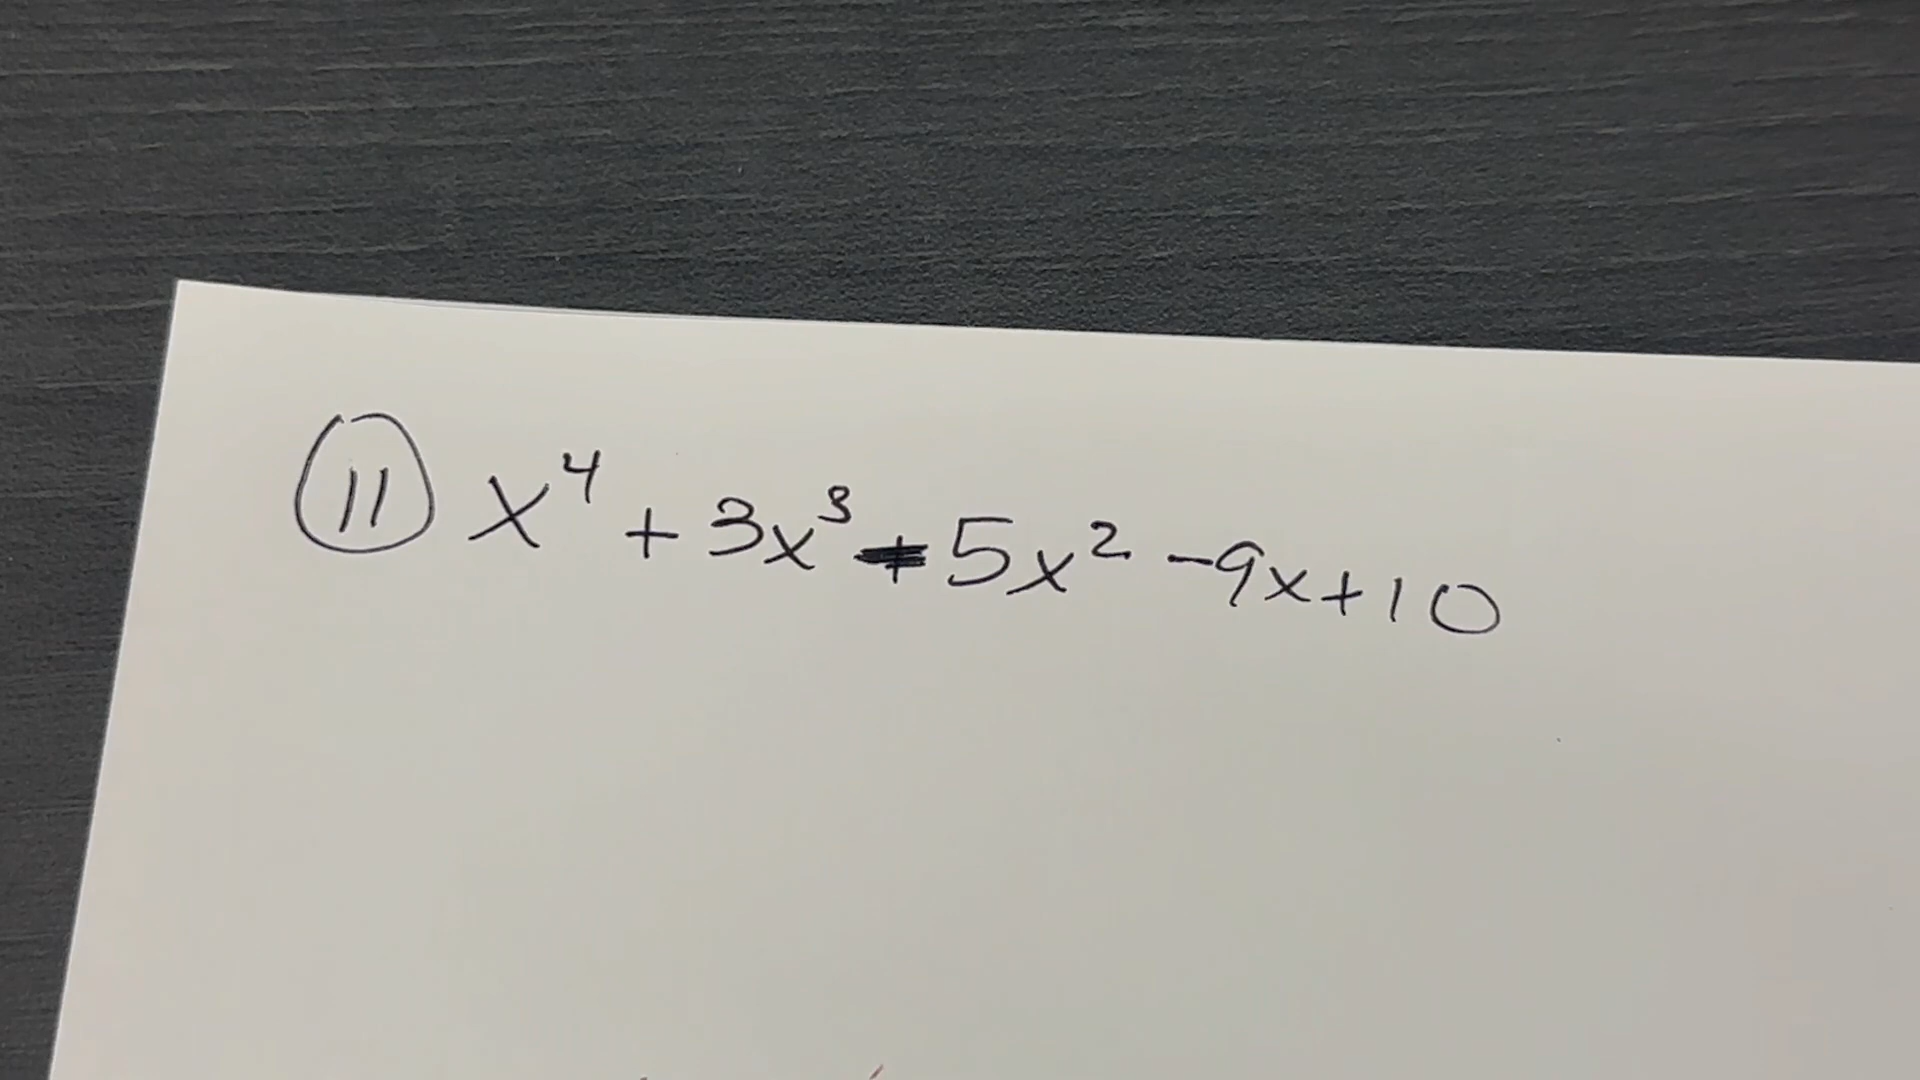 ⑪ x⁴ + 3x³ - 5x² - 9x + 10